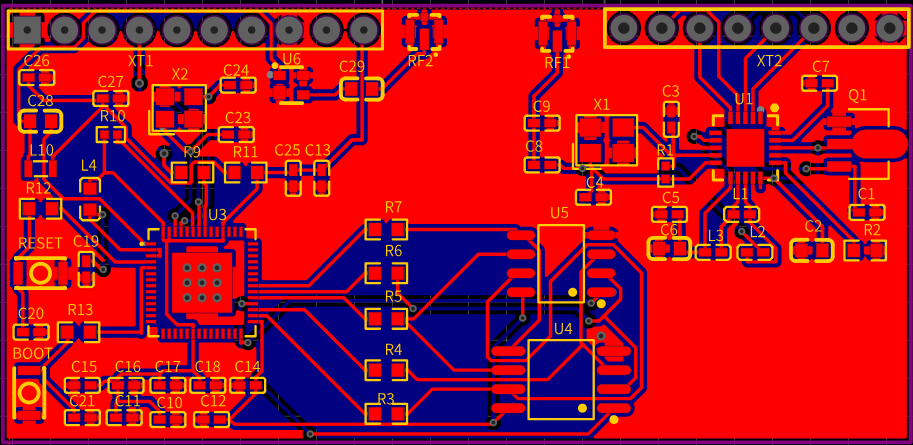 C26 XT1 X2 C24 U6 C29 RF2 RF1 XT2 C7
C27 C28 R10 C23 C9 X1 C3 U1 Q1
L10 L4 R9 R11 C25 C13 C8 R1
R12 U3 R7 U5 C4 C5 L1 C1
RESET C19 R6 C6 L3 L2 C2 R2
C20 R13 R5 U4
BOOT C15 C16 C17 C18 C14 R4
C21 C11 C10 C12 R3